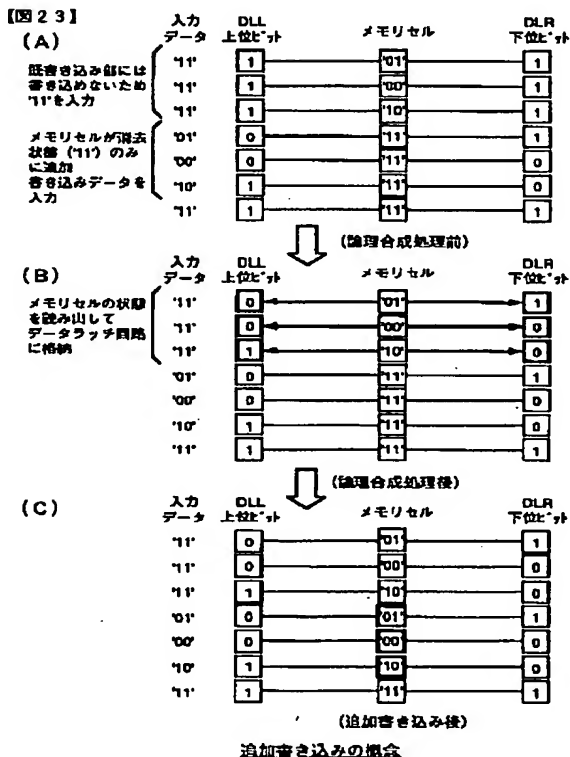 【図23】
(A)
入力 データ
DLL 上位ビット
メモリセル
DLR 下位ビット
既書き込み部には
書き込めないため
'11'を入力
メモリセルが消去
状態('11')のみ
に追加
書き込みデータを
入力
'11' 1 '01' 1
'11' 1 '00' 1
'11' 1 '10' 1
'01' 0 '11' 1
'00' 0 '11' 0
'10' 1 '11' 0
'11' 1 '11' 1
(論理合成処理前)
(B)
入力 データ
DLL 上位ビット
メモリセル
DLR 下位ビット
メモリセルの状態
を読み出して
データラッチ回路
に格納
'11' 0 '01' 1
'11' 0 '00' 0
'11' 1 '10' 0
'01' 0 '11' 1
'00' 0 '11' 0
'10' 1 '11' 0
'11' 1 '11' 1
(論理合成処理後)
(C)
入力 データ
DLL 上位ビット
メモリセル
DLR 下位ビット
'11' 0 '01' 1
'11' 0 '00' 0
'11' 1 '10' 0
'01' 0 '01' 1
'00' 0 '00' 0
'10' 1 '10' 0
'11' 1 '11' 1
(追加書き込み後)
追加書き込みの概念